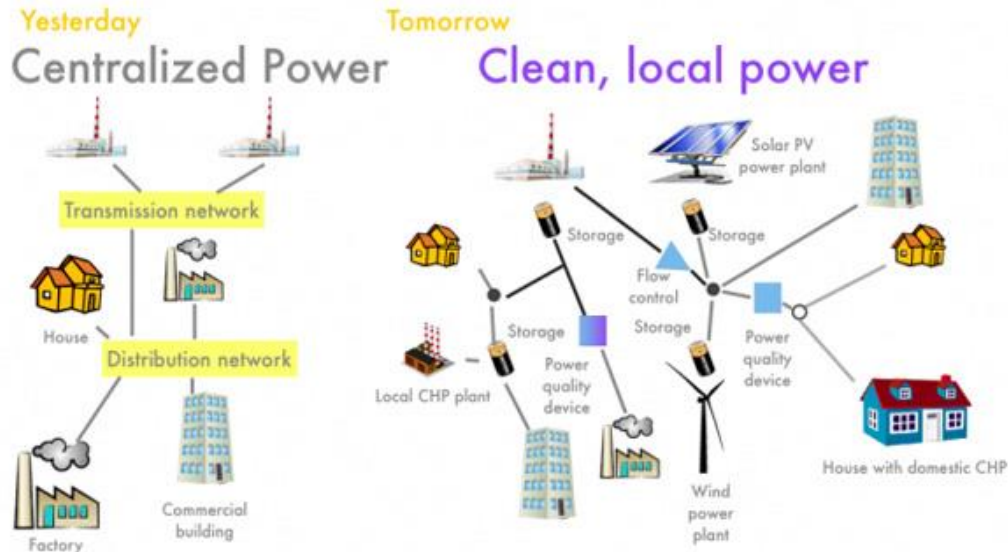 Yesterday
Centralized Power
Transmission network
House
Distribution network
Commercial
building
Factory
Tomorrow
Clean, local power
Solar PV
power plant
Storage
Storage
Flow
control
Storage
Storage
Power
quality
device
Power
quality
device
Local CHP plant
House with domestic CHP
Wind
power
plant